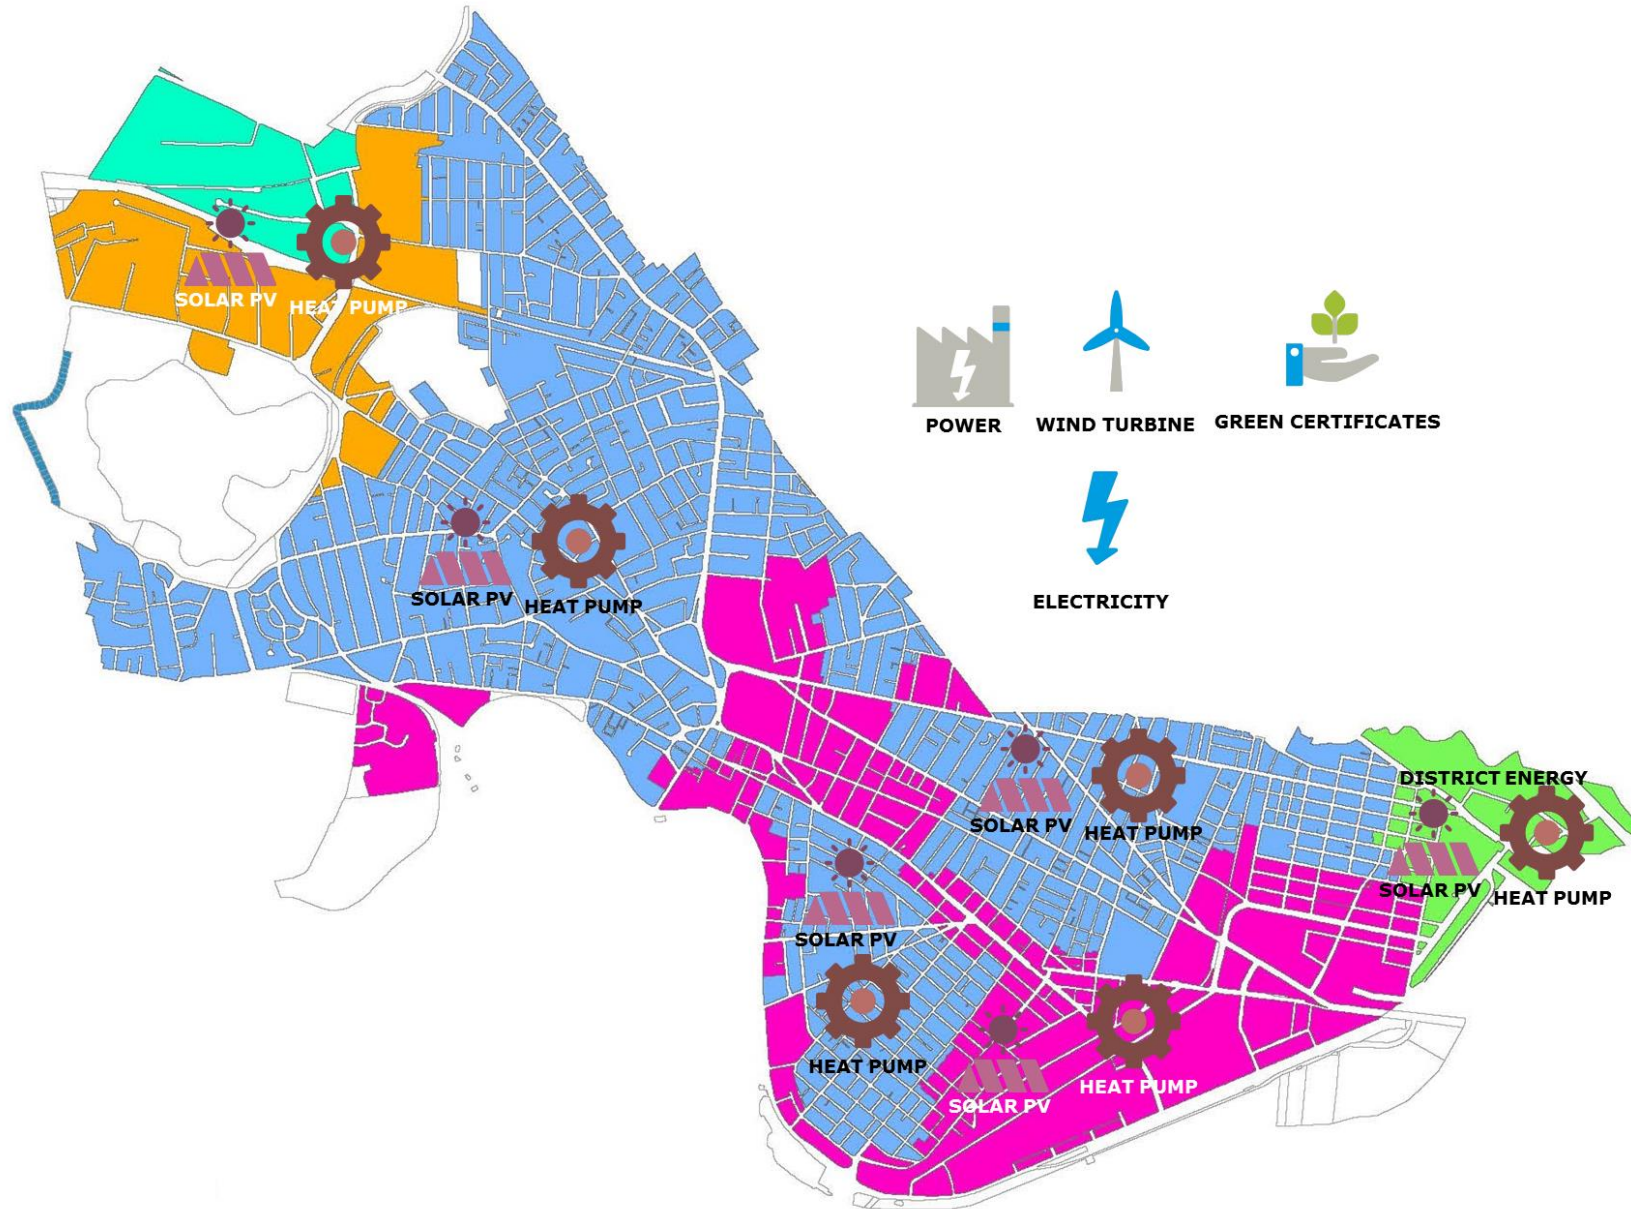 SOLAR PV
HEAT PUMP
POWER
WIND TURBINE
GREEN CERTIFICATES
ELECTRICITY
SOLAR PV
HEAT PUMP
SOLAR PV
HEAT PUMP
DISTRICT ENERGY
SOLAR PV
HEAT PUMP
SOLAR PV
HEAT PUMP
SOLAR PV
HEAT PUMP